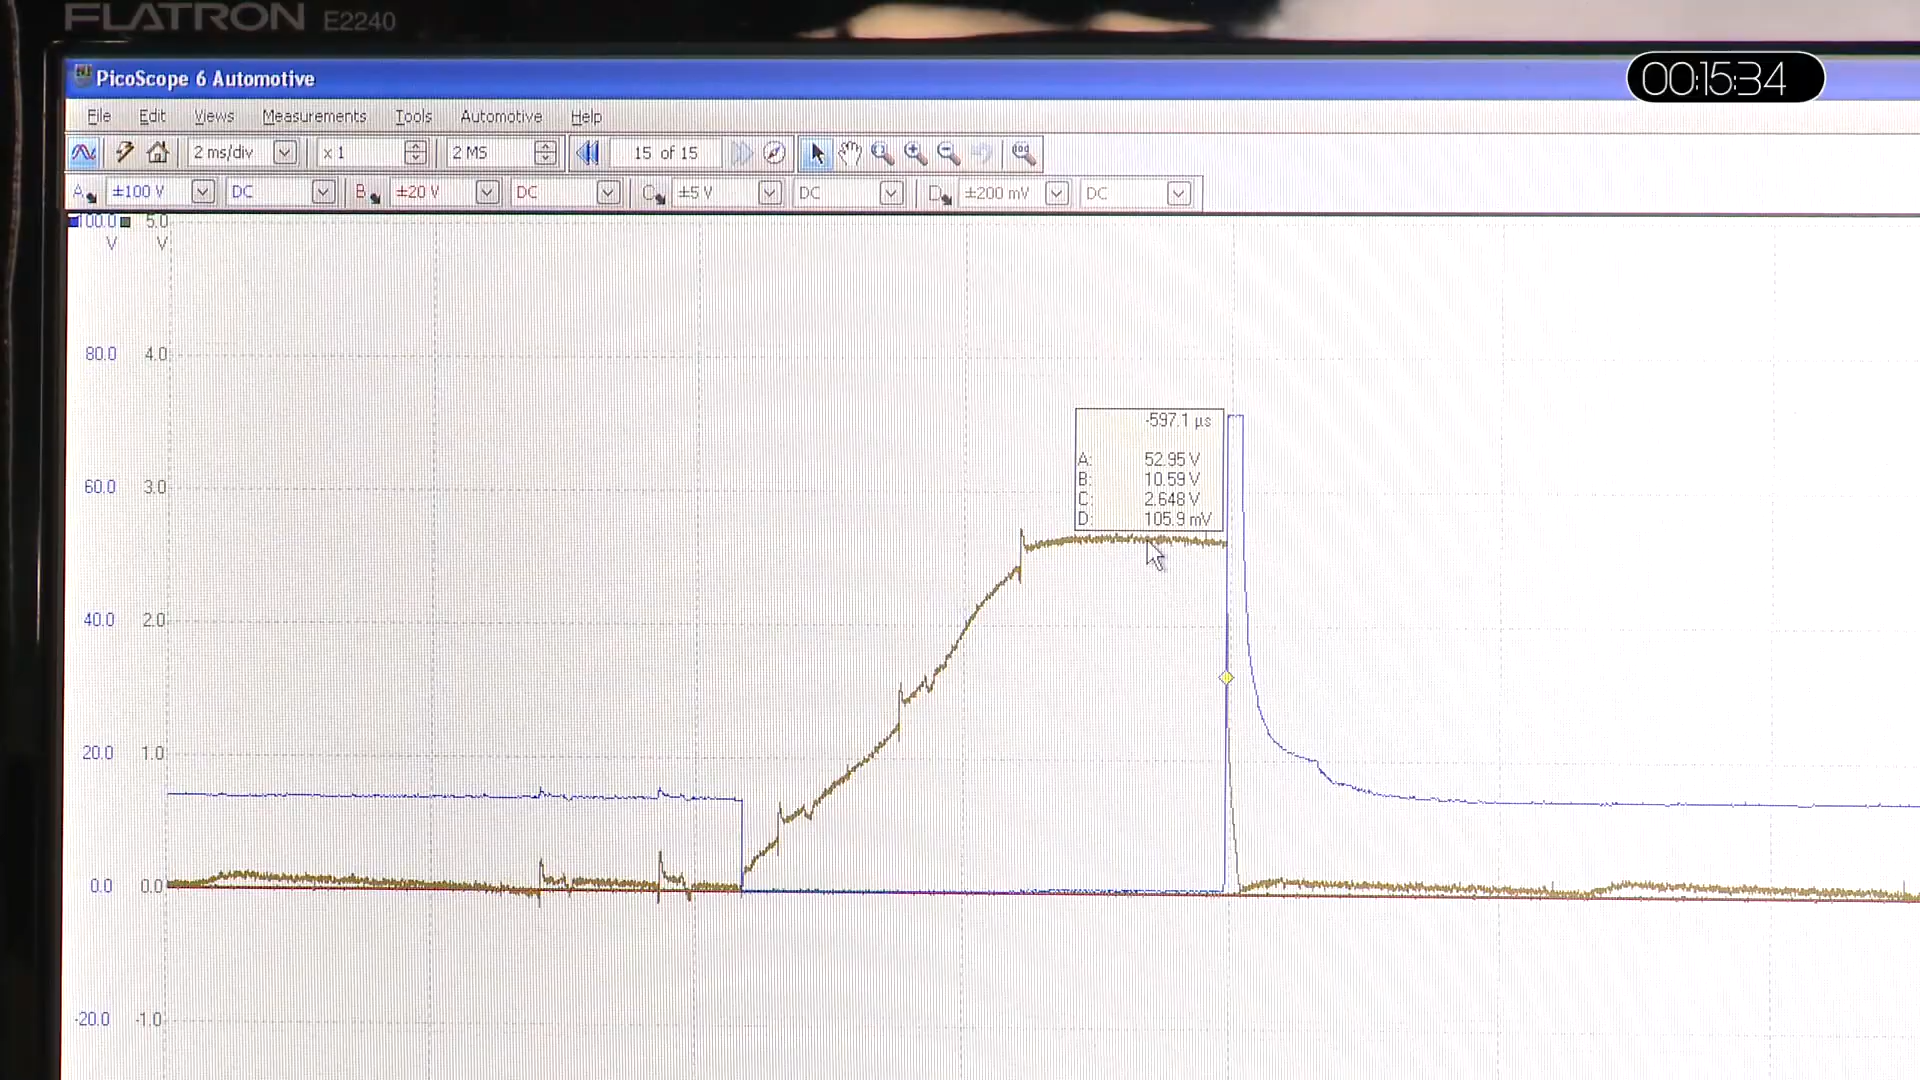 FLATRON E2240
00:15:34
PicoScope 6 Automotive
File Edit Views Measurements Tools Automotive Help
2 ms/div x 1 2 MS 15 of 15
A ±100 V DC B ±20 V DC C ±5 V DC D ±200 mV DC
100.0 5.0
V V
80.0 4.0
-597.1 µs
A: 52.95 V
B: 10.59 V
C: 2.648 V
D: 105.9 mV
60.0 3.0
40.0 2.0
20.0 1.0
0.0 0.0
-20.0 -1.0